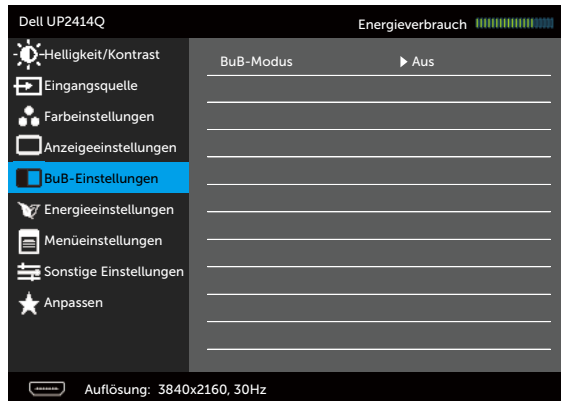 Dell UP2414Q
Energieverbrauch
Helligkeit/Kontrast
BuB-Modus
Aus
Eingangsquelle
Farbeinstellungen
Anzeigeeinstellungen
BuB-Einstellungen
Energieeinstellungen
Menüeinstellungen
Sonstige Einstellungen
Anpassen
Auflösung: 3840x2160, 30Hz